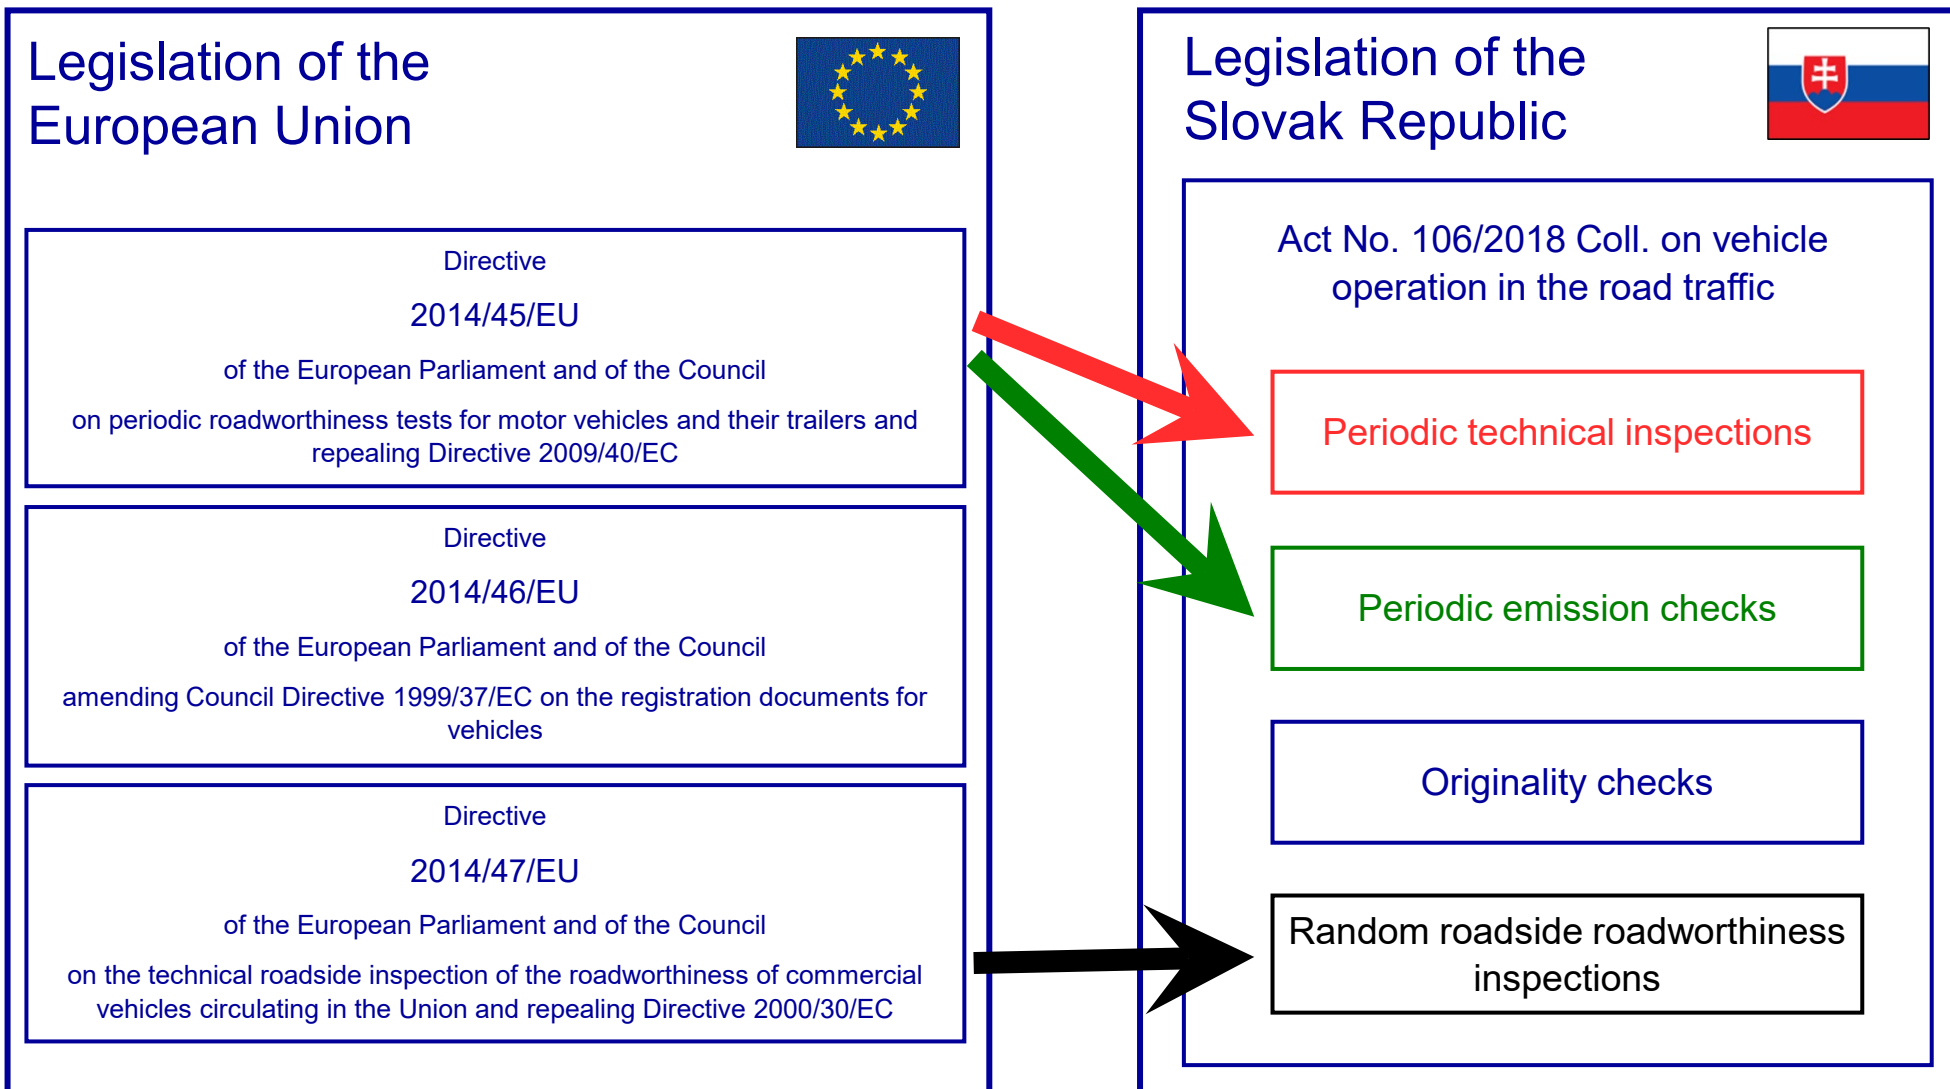 Legislation of the
European Union
Directive
2014/45/EU
of the European Parliament and of the Council
on periodic roadworthiness tests for motor vehicles and their trailers and
repealing Directive 2009/40/EC
Directive
2014/46/EU
of the European Parliament and of the Council
amending Council Directive 1999/37/EC on the registration documents for
vehicles
Directive
2014/47/EU
of the European Parliament and of the Council
on the technical roadside inspection of the roadworthiness of commercial
vehicles circulating in the Union and repealing Directive 2000/30/EC
Legislation of the
Slovak Republic
Act No. 106/2018 Coll. on vehicle
operation in the road traffic
Periodic technical inspections
Periodic emission checks
Originality checks
Random roadside roadworthiness
inspections